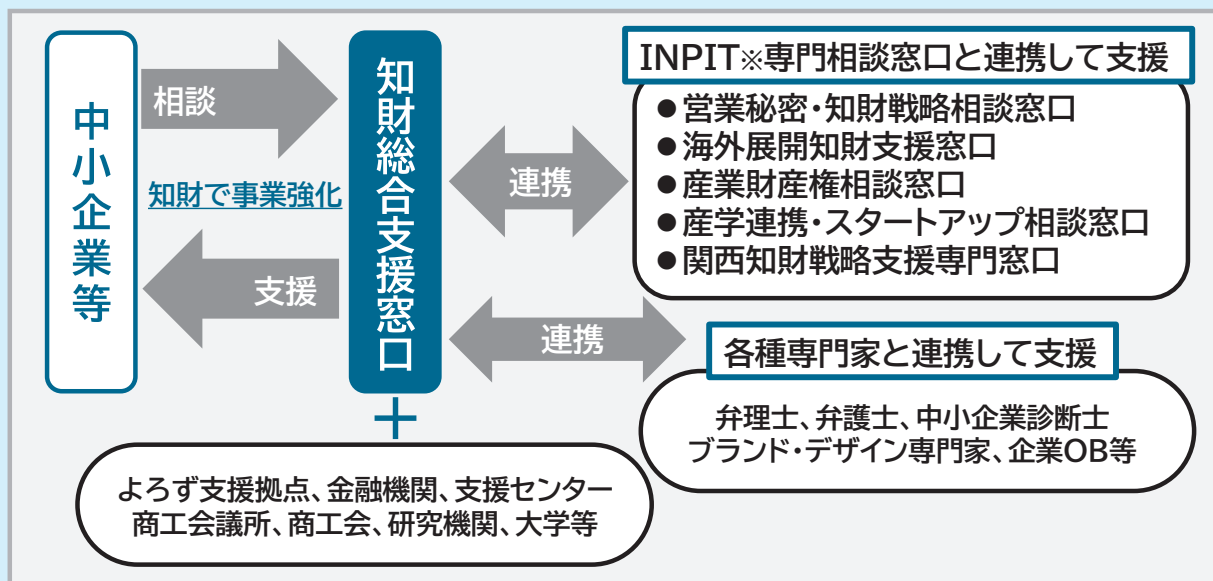 中小企業等
相談
知財で事業強化
支援
知財総合支援窓口
＋
よろず支援拠点、金融機関、支援センター
商工会議所、商工会、研究機関、大学等
連携
INPIT※専門相談窓口と連携して支援
●営業秘密・知財戦略相談窓口
●海外展開知財支援窓口
●産業財産権相談窓口
●産学連携・スタートアップ相談窓口
●関西知財戦略支援専門窓口
連携
各種専門家と連携して支援
弁理士、弁護士、中小企業診断士
ブランド・デザイン専門家、企業OB等